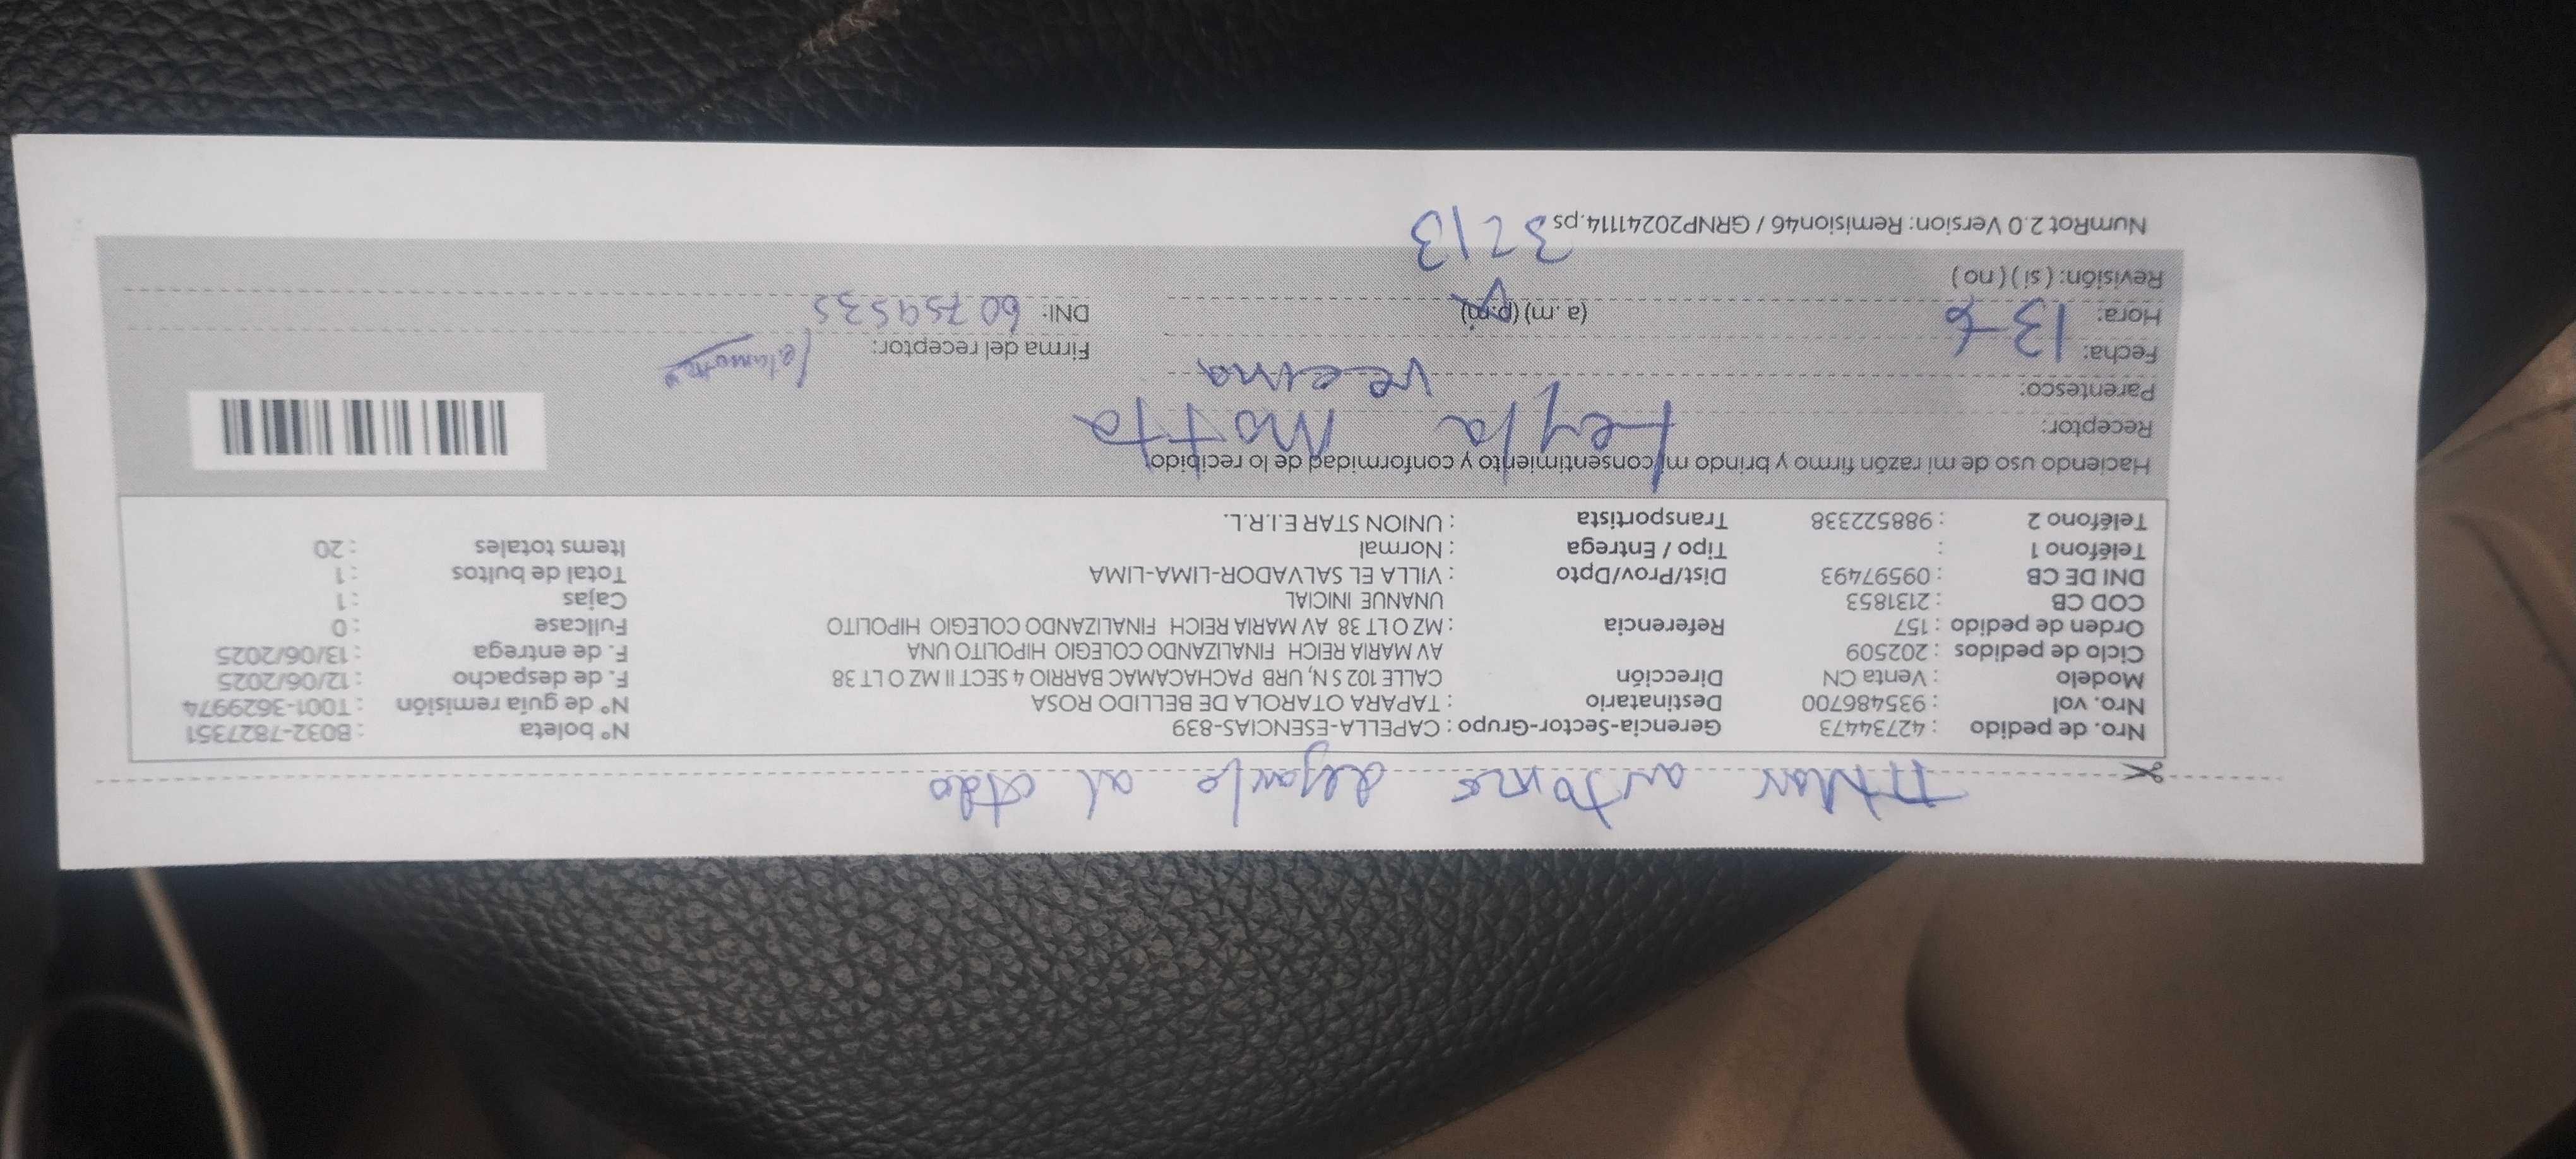 Titular autoriza dejarle al ctdo
Nro. de pedido : 42734473 Gerencia-Sector-Grupo : CAPELLA-ESENCIAS-839 N° boleta : B032-7827351
Nro. vol : 935486700 Destinatario : TAPARA OTAROLA DE BELLIDO ROSA N° de guía remisión : T001-3629974
Modelo : Venta CN Dirección CALLE 102 S N, URB PACHACAMAC BARRIO 4 SECT II MZ O LT 38 F. de despacho : 12/06/2025
Ciclo de pedidos : 202509 AV MARIA REICH FINALIZANDO COLEGIO HIPOLITO UNA F. de entrega : 13/06/2025
Orden de pedido : 157 Referencia : MZ O LT 38 AV MARIA REICH FINALIZANDO COLEGIO HIPOLITO Fullcase : 0
COD CB : 2131853 UNANUE INICIAL Cajas : 1
DNI DE CB : 09597493 Dist/Prov/Dpto : VILLA EL SALVADOR-LIMA-LIMA Total de bultos : 1
Teléfono 1 : Tipo / Entrega : Normal Items totales : 20
Teléfono 2 : 988522338 Transportista : UNION STAR E.I.R.L.
Haciendo uso de mi razón firmo y brindo mi consentimiento y conformidad de lo recibido
Receptor: Leyla Motta
Parentesco: vecina
Fecha: 13-6 Firma del receptor:
Hora: (a .m) (p.m) DNI: 60754535
Revisión: ( si ) ( no )
NumRot 2.0 Version: Remision46 / GRNP20241114.ps 3213